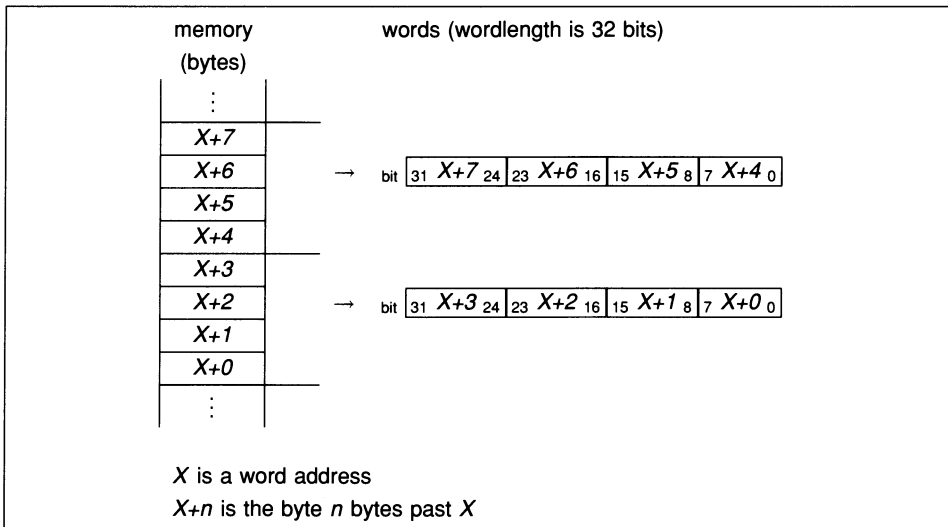 memory words (wordlength is 32 bits)
(bytes)
⋮
X+7
X+6 → bit 31 X+7 24 23 X+6 16 15 X+5 8 7 X+4 0
X+5
X+4
X+3
X+2 → bit 31 X+3 24 23 X+2 16 15 X+1 8 7 X+0 0
X+1
X+0
⋮
X is a word address
X+n is the byte n bytes past X